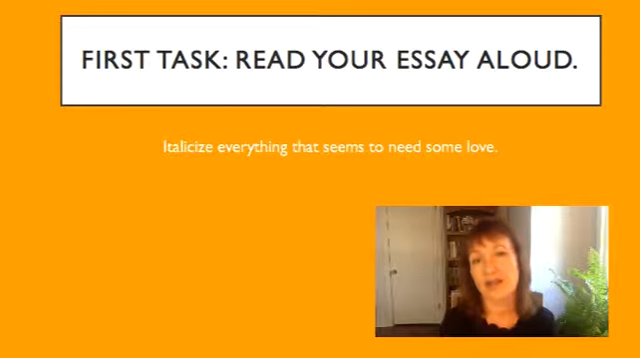 FIRST TASK: READ YOUR ESSAY ALOUD.
Italicize everything that seems to need some love.